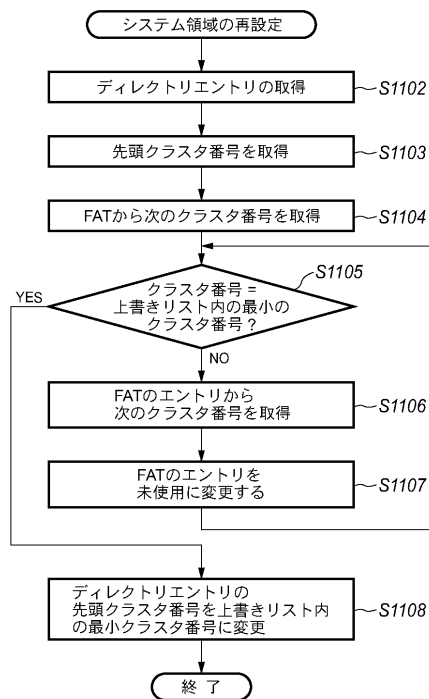 システム領域の再設定
ディレクトリエントリの取得
S1102
先頭クラスタ番号を取得
S1103
FATから次のクラスタ番号を取得
S1104
S1105
YES
クラスタ番号 =
上書きリスト内の最小の
クラスタ番号？
NO
FATのエントリから
次のクラスタ番号を取得
S1106
FATのエントリを
未使用に変更する
S1107
ディレクトリエントリの
先頭クラスタ番号を上書きリスト内
の最小クラスタ番号に変更
S1108
終 了